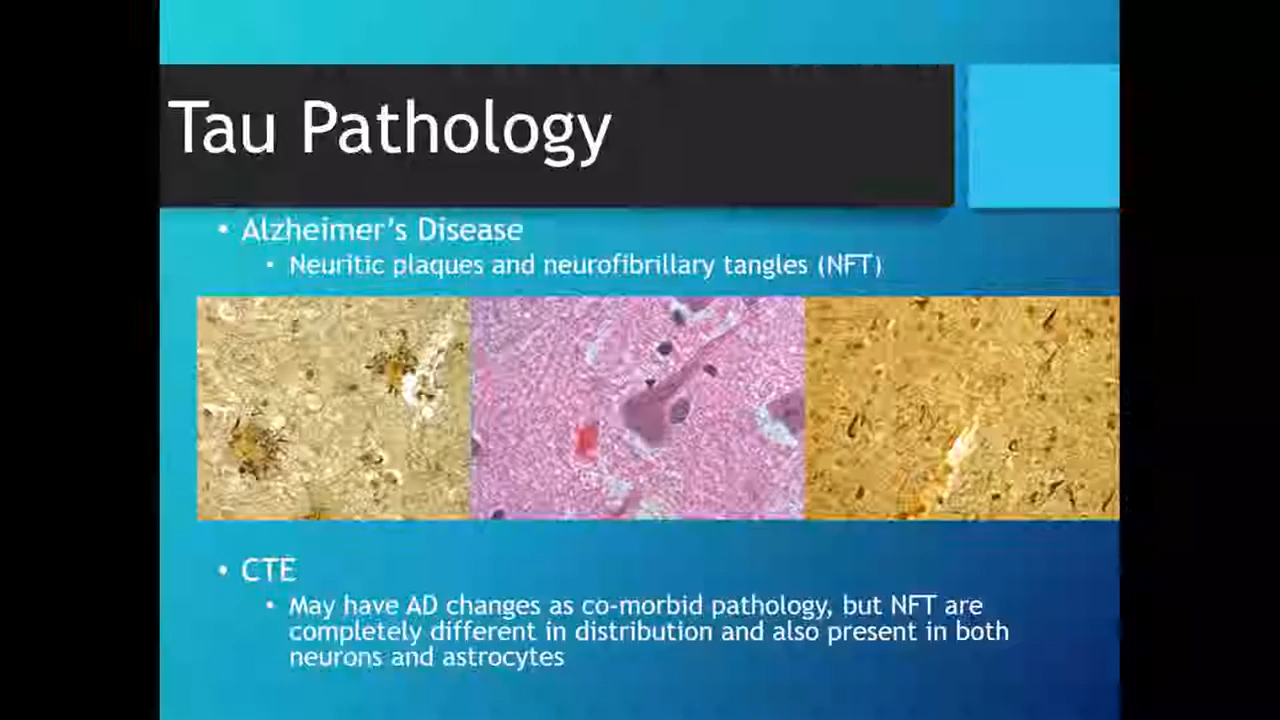 Tau Pathology
• Alzheimer's Disease
• Neuritic plaques and neurofibrillary tangles (NFT)
• CTE
• May have AD changes as co-morbid pathology, but NFT are
completely different in distribution and also present in both
neurons and astrocytes